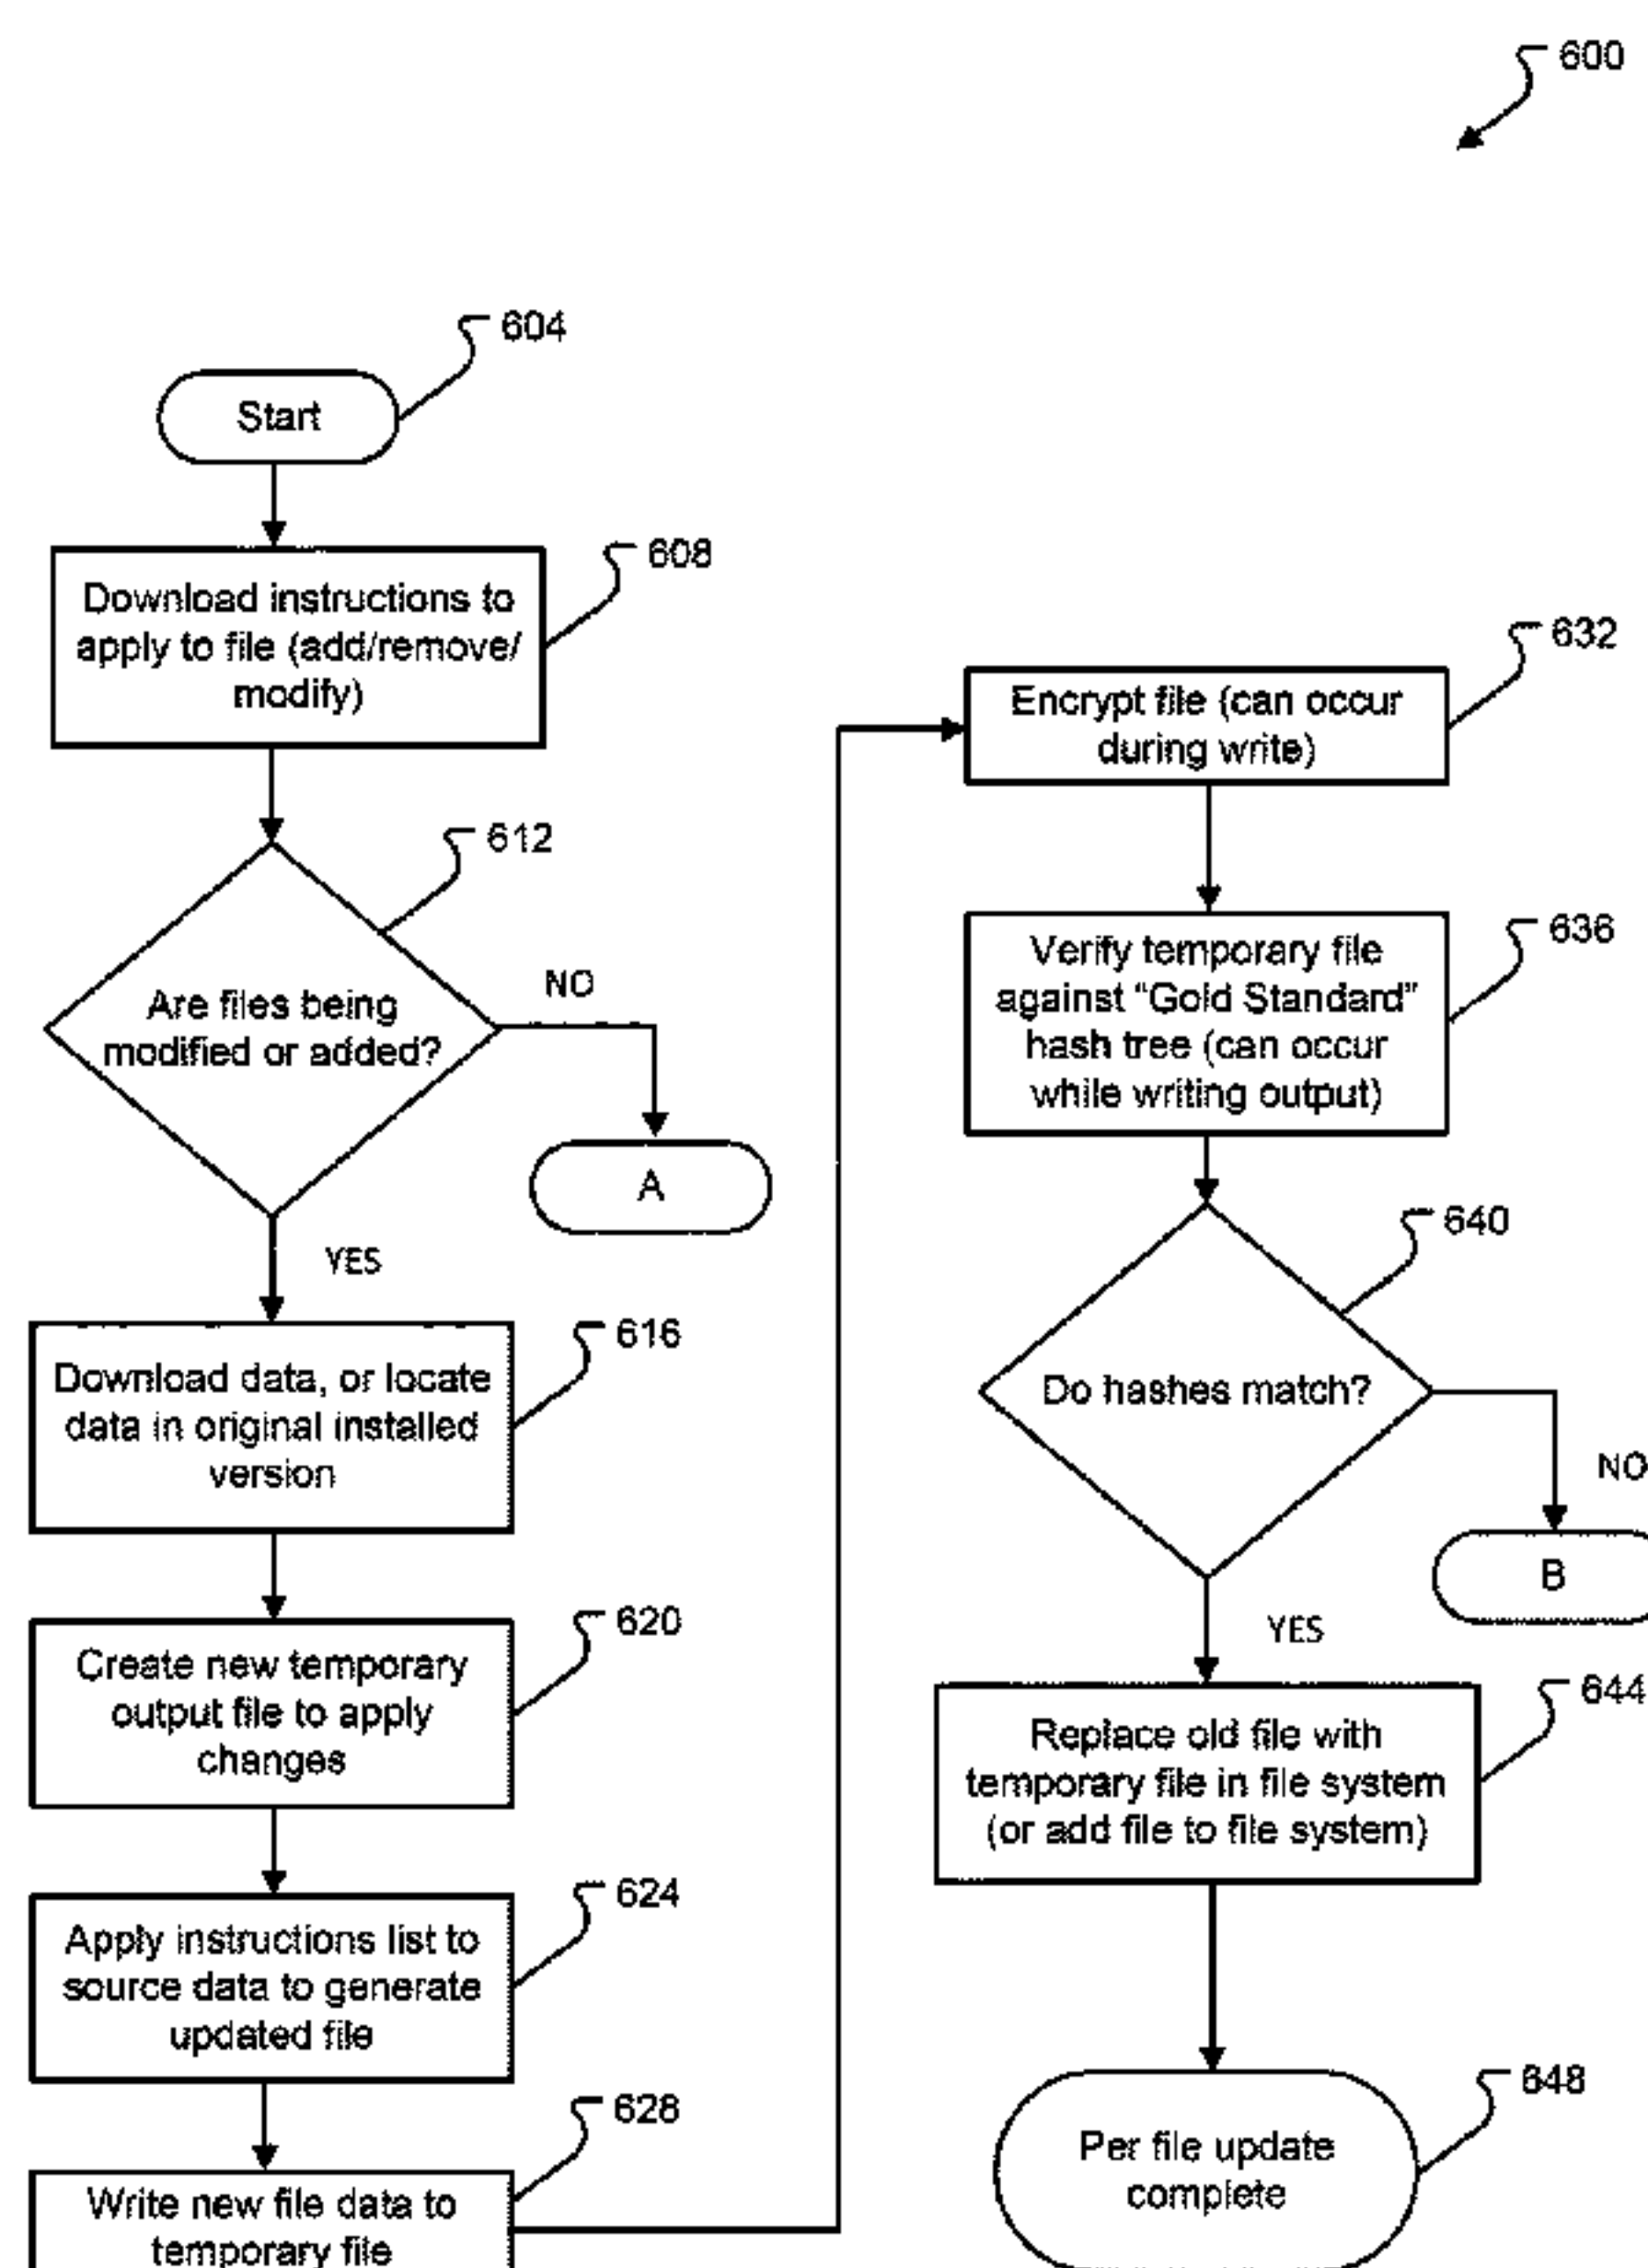 600
604
Start
608
Download instructions to
apply to file (add/remove/
modify)
612
Are files being
modified or added?
NO
A
YES
616
Download data, or locate
data in original installed
version
620
Create new temporary
output file to apply
changes
624
Apply instructions list to
source data to generate
updated file
628
Write new file data to
temporary file
632
Encrypt file (can occur
during write)
636
Verify temporary file
against “Gold Standard”
hash tree (can occur
while writing output)
640
Do hashes match?
NO
B
YES
644
Replace old file with
temporary file in file system
(or add file to file system)
648
Per file update
complete